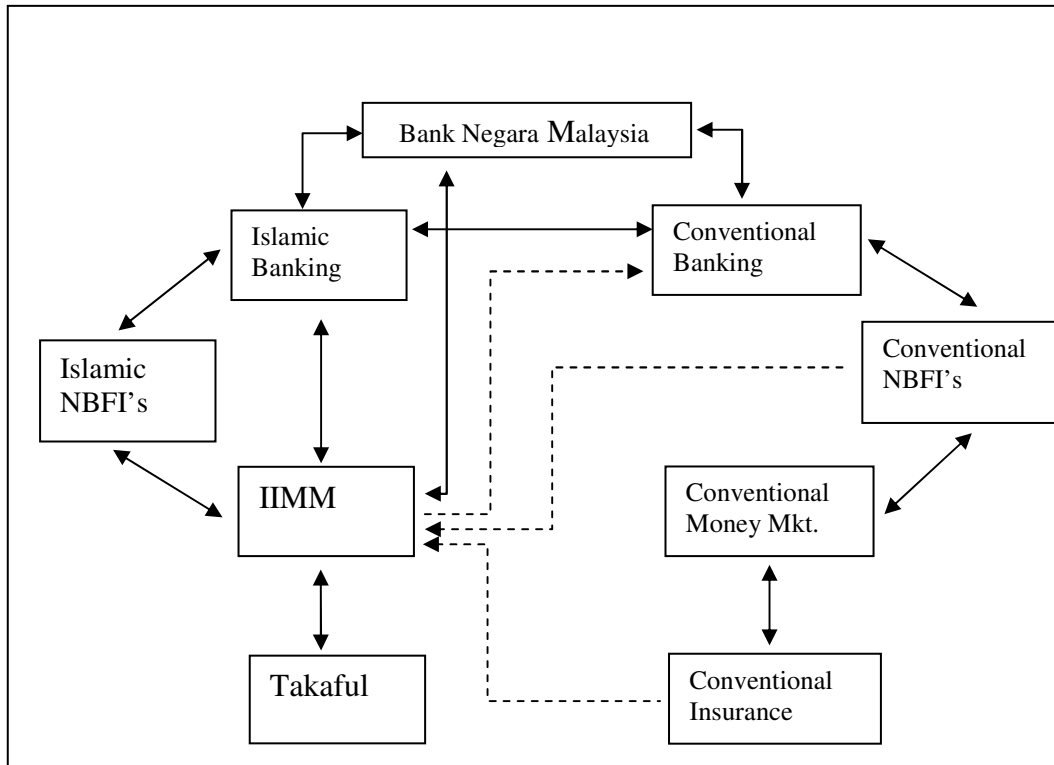 Bank Negara Malaysia
Islamic
Banking
Conventional
Banking
Islamic
NBFI's
Conventional
NBFI's
IIMM
Conventional
Money Mkt.
Takaful
Conventional
Insurance